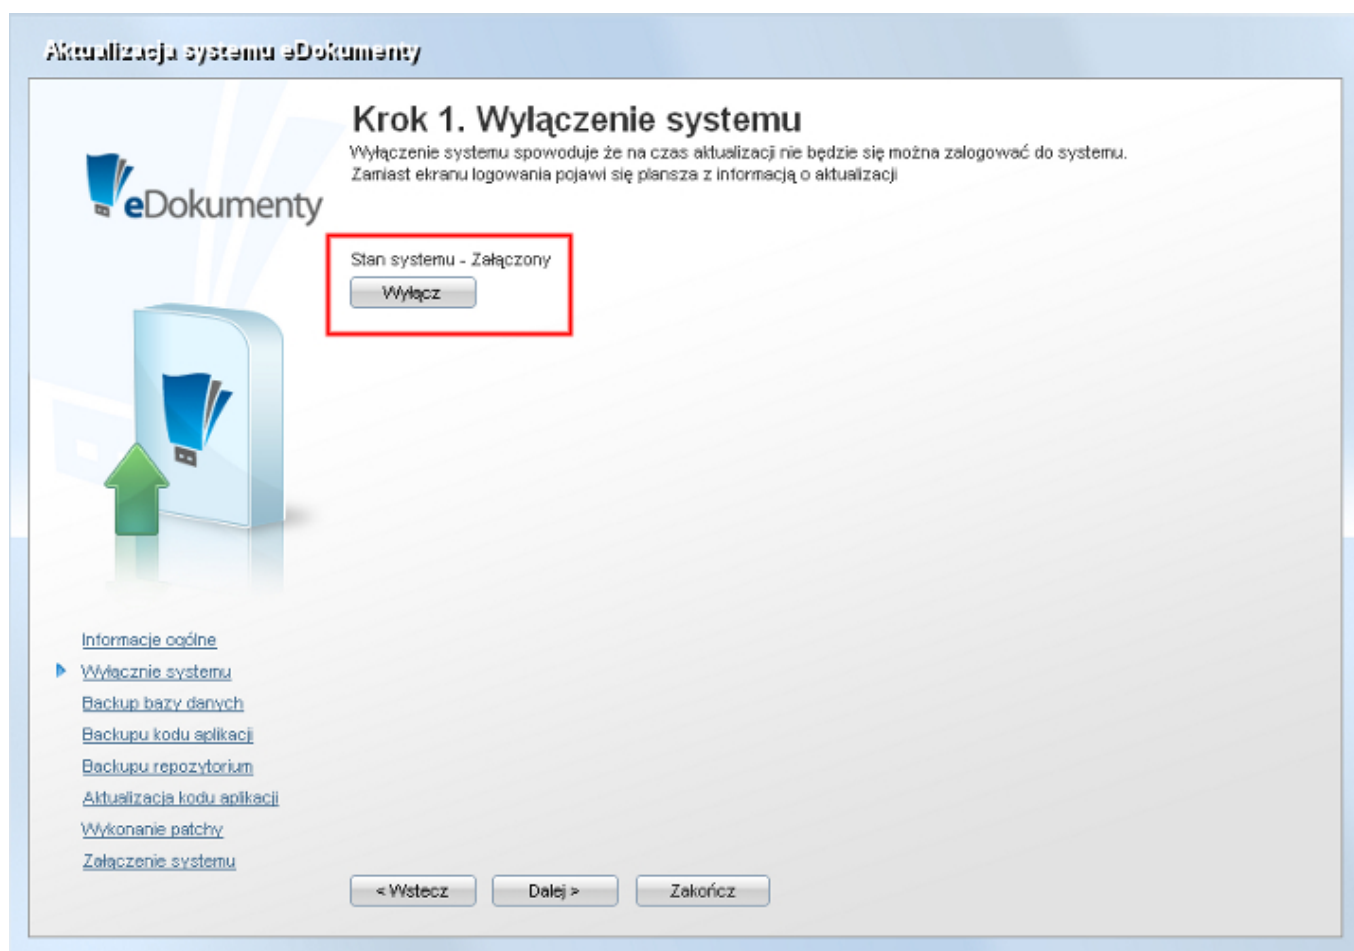 Aktualizacja systemu eDokumenty
eDokumenty
Krok 1. Wylączenie systemu
Wyłączenie systemu spowoduje że na czas aktualizacji nie będzie się można zalogować do systemu.
Zamiast ekranu logowania pojawi się plansza z informacją o aktualizacji
Stan systemu - Załączony
Wyłącz
Informacje ogólne
Wyłącznie systemu
Backup bazy danych
Backupu kodu aplikacji
Backupu repozytorium
Aktualizacja kodu aplikacji
Wykonanie patchy
Załączenie systemu
< Wstecz Dalej > Zakończ